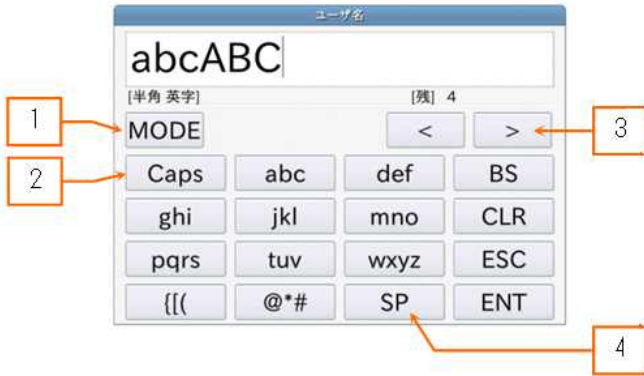 ユーザ名
abcABC
[半角 英字] [残] 4
1 MODE < > 3
2 Caps abc def BS
ghi jkl mno CLR
pqrs tuv wxyz ESC
{[( @*# SP ENT
4